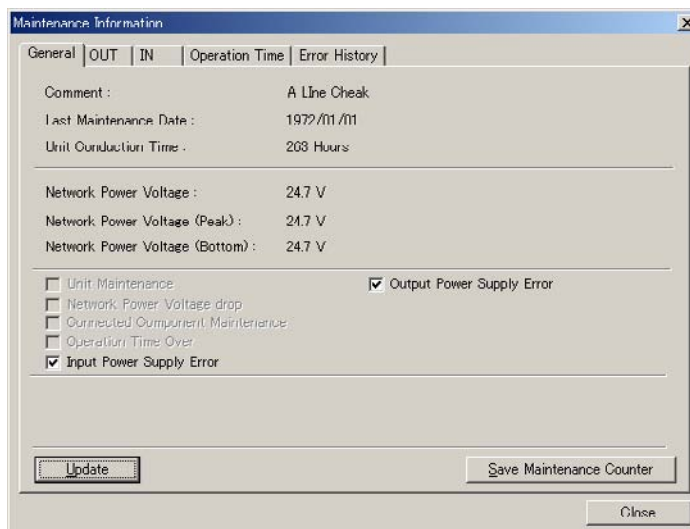 Maintenance Information
General OUT IN Operation Time Error History
Comment : A LIne Cheak
Last Maintenance Date : 1972/01/01
Unit Conduction Time : 203 Hours
Network Power Voltage : 24.7 V
Network Power Voltage (Peak) : 24.7 V
Network Power Voltage (Bottom) : 24.7 V
Unit Maintenance
Output Power Supply Error
Network Power Voltage drop
Connected Component Maintenance
Operation Time Over
Input Power Supply Error
Update
Save Maintenance Counter
Close